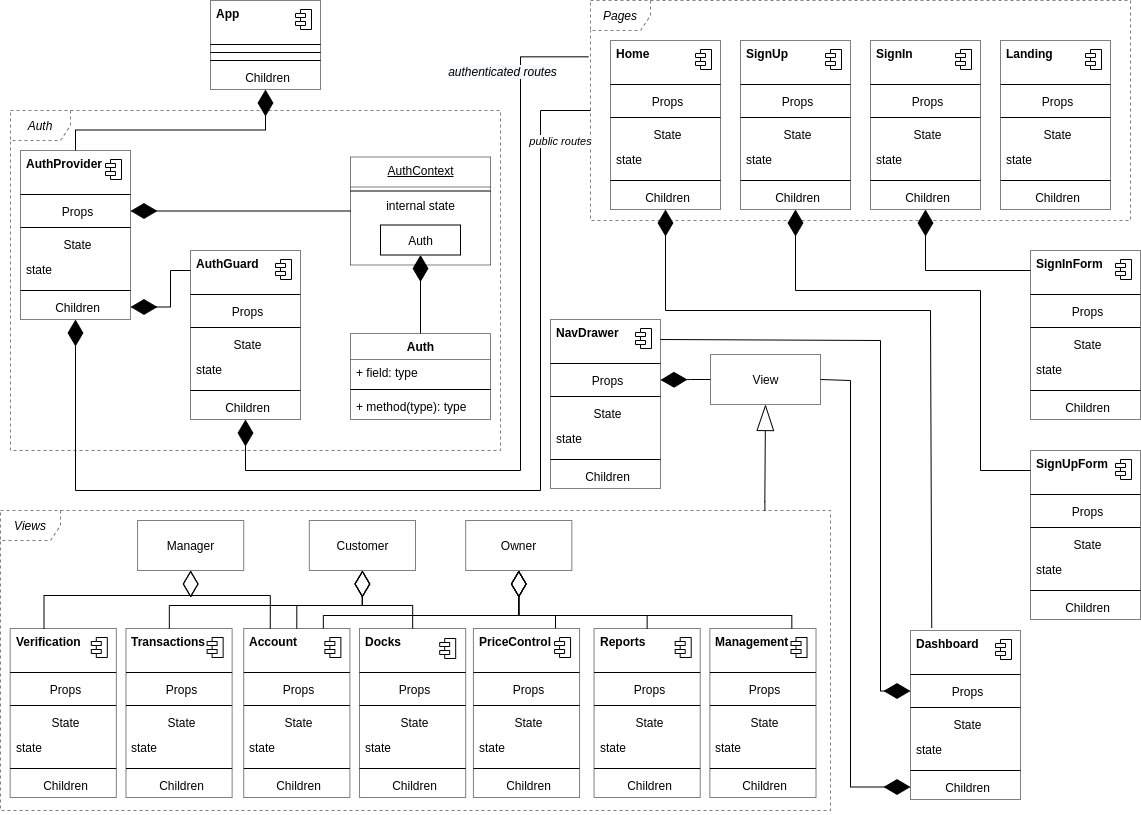 App
Children
Pages
authenticated routes
public routes
Home
Props
State
state
Children
SignUp
Props
State
state
Children
SignIn
Props
State
state
Children
Landing
Props
State
state
Children
Auth
AuthProvider
Props
State
state
Children
AuthContext
internal state
Auth
AuthGuard
Props
State
state
Children
Auth
+ field: type
+ method(type): type
SignInForm
Props
State
state
Children
NavDrawer
Props
State
state
Children
View
SignUpForm
Props
State
state
Children
Views
Manager
Customer
Owner
Verification
Props
State
state
Children
Transactions
Props
State
state
Children
Account
Props
State
state
Children
Docks
Props
State
state
Children
PriceControl
Props
State
state
Children
Reports
Props
State
state
Children
Management
Props
State
state
Children
Dashboard
Props
State
state
Children